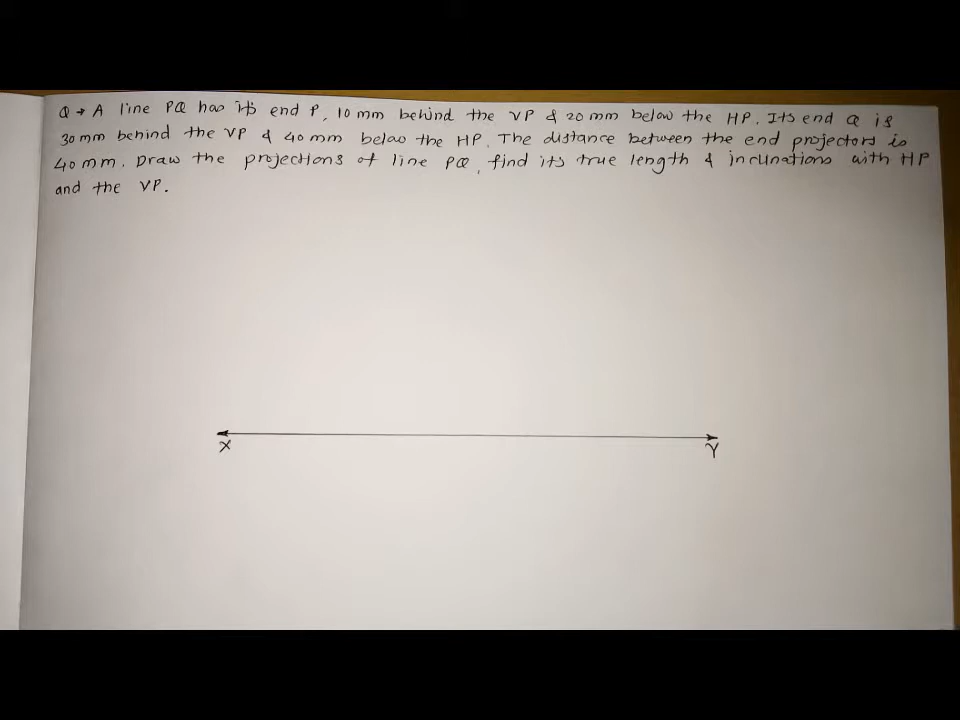 Q → A line PQ has its end P, 10 mm behind the VP & 20 mm below the HP. Its end Q is
30 mm behind the VP & 40 mm below the HP. The distance between the end projectors is
40 mm. Draw the projections of line PQ, find its true length & inclinations with HP
and the VP.
X Y